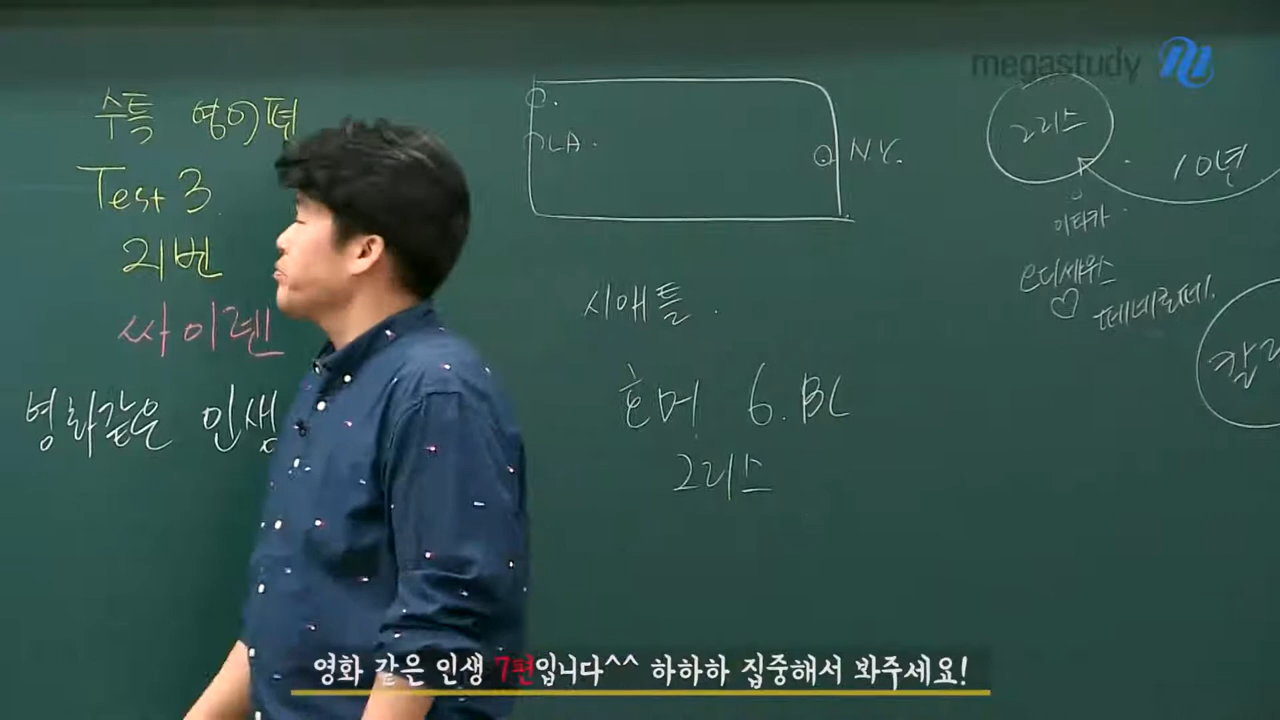 수특 영어편
Test 3.
21번
싸이렌
영화같은 인생
LA.
N.Y.
시애틀.
호머 6. BC
그리스
megastudy
그리스
10년
이타카
오디세우스
♡ 페넬로페.
영화 같은 인생 7편입니다^^ 하하하 집중해서 봐주세요!